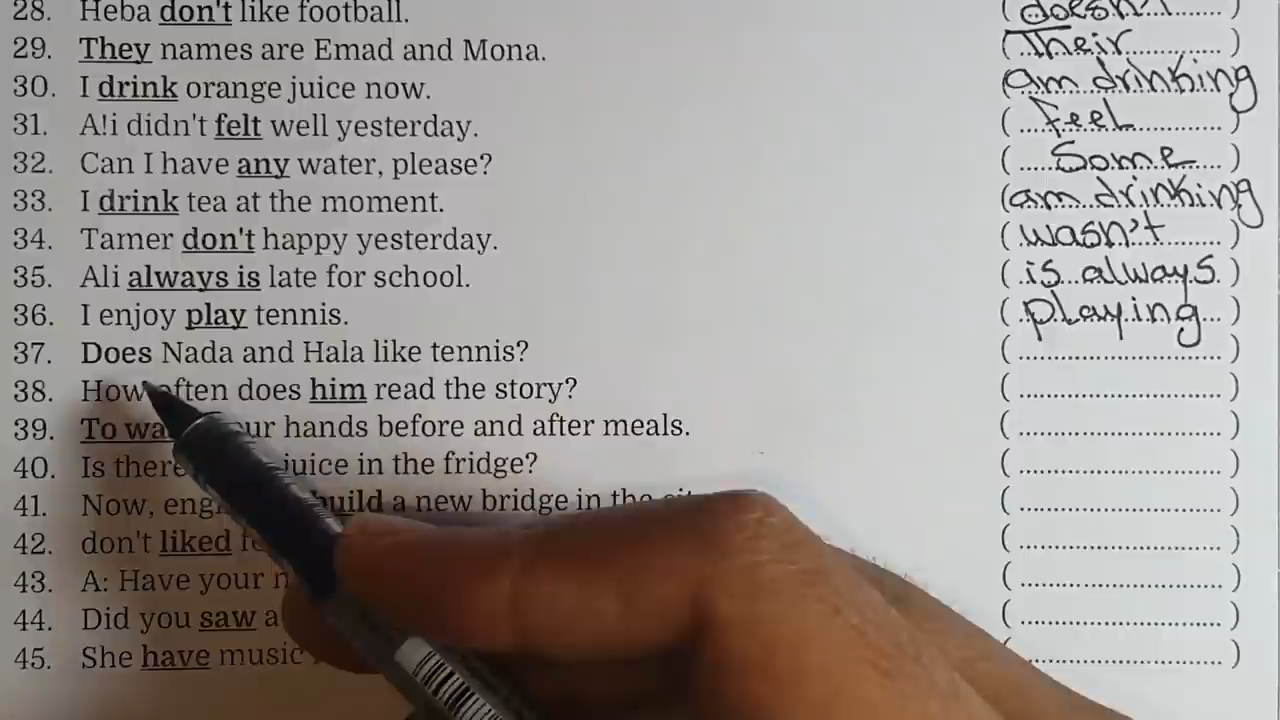 28. Heba don't like football. (doesn't)
29. They names are Emad and Mona. (Their)
30. I drink orange juice now. (am drinking
31. Ali didn't felt well yesterday. (Feel)
32. Can I have any water, please? (Some)
33. I drink tea at the moment. (am drinking
34. Tamer don't happy yesterday. (wasn't)
35. Ali always is late for school. (is always)
36. I enjoy play tennis. (playing)
37. Does Nada and Hala like tennis? (..............................)
38. How often does him read the story? (..............................)
39. To hands before and after meals. (..............................)
40. Is there juice in the fridge? (..............................)
41. Now, build a new bridge in the (..............................)
42. don't liked (..............................)
43. A: Have your (..............................)
44. Did you saw a (..............................)
45. She have music (..............................)